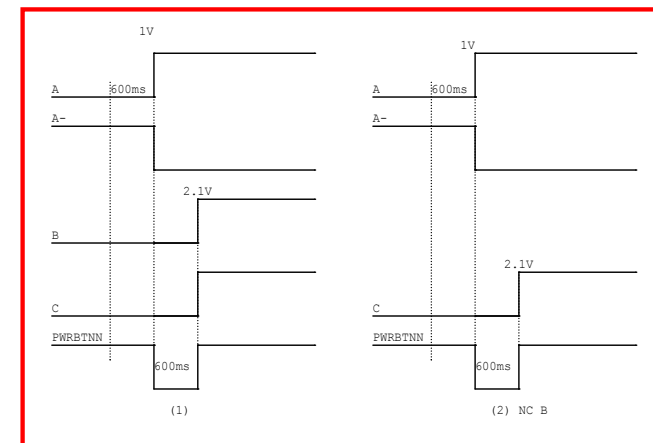 1V
A 600ms
A-
2.1V
B
C
PWRBTNN
600ms
(1)
1V
A 600ms
A-
2.1V
C
PWRBTNN
600ms
(2) NC B